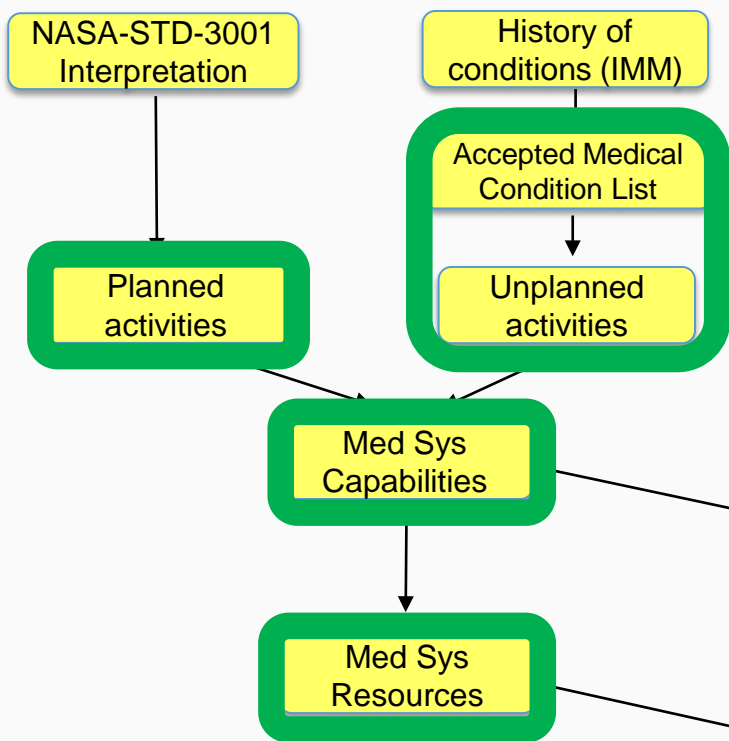 NASA-STD-3001
Interpretation
History of
conditions (IMM)
Accepted Medical
Condition List
Planned
activities
Unplanned
activities
Med Sys
Capabilities
Med Sys
Resources